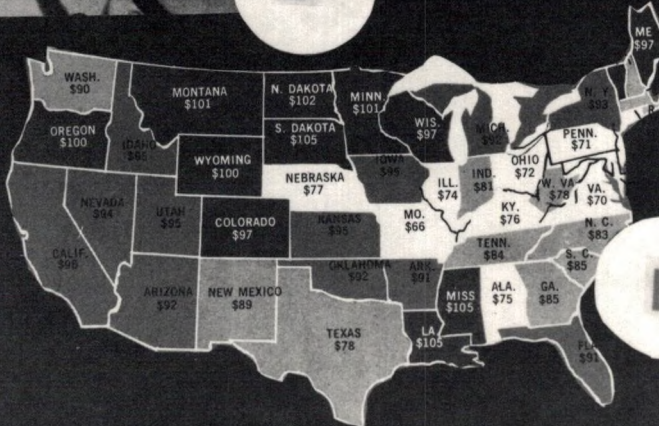 WASH.
$90
MONTANA
$101
N. DAKOTA
$102
MINN.
$101
ME
$97
OREGON
$100
IDAHO
S. DAKOTA
$105
WIS.
$97
MICH.
N. Y
$93
WYOMING
$100
IOWA
$95
PENN.
$71
NEBRASKA
$77
ILL.
$74
IND.
$81
OHIO
$72
W. VA.
$78
VA.
$70
NEVADA
$94
UTAH
$95
COLORADO
$97
KANSAS
$95
MO.
$66
KY.
$76
N. C.
$83
CALIF.
TENN.
$84
S. C.
$85
ARIZONA
$92
NEW MEXICO
$89
OKLAHOMA
ARK.
$91
MISS
$105
ALA.
$75
GA.
$85
TEXAS
$78
LA.
$105
$91